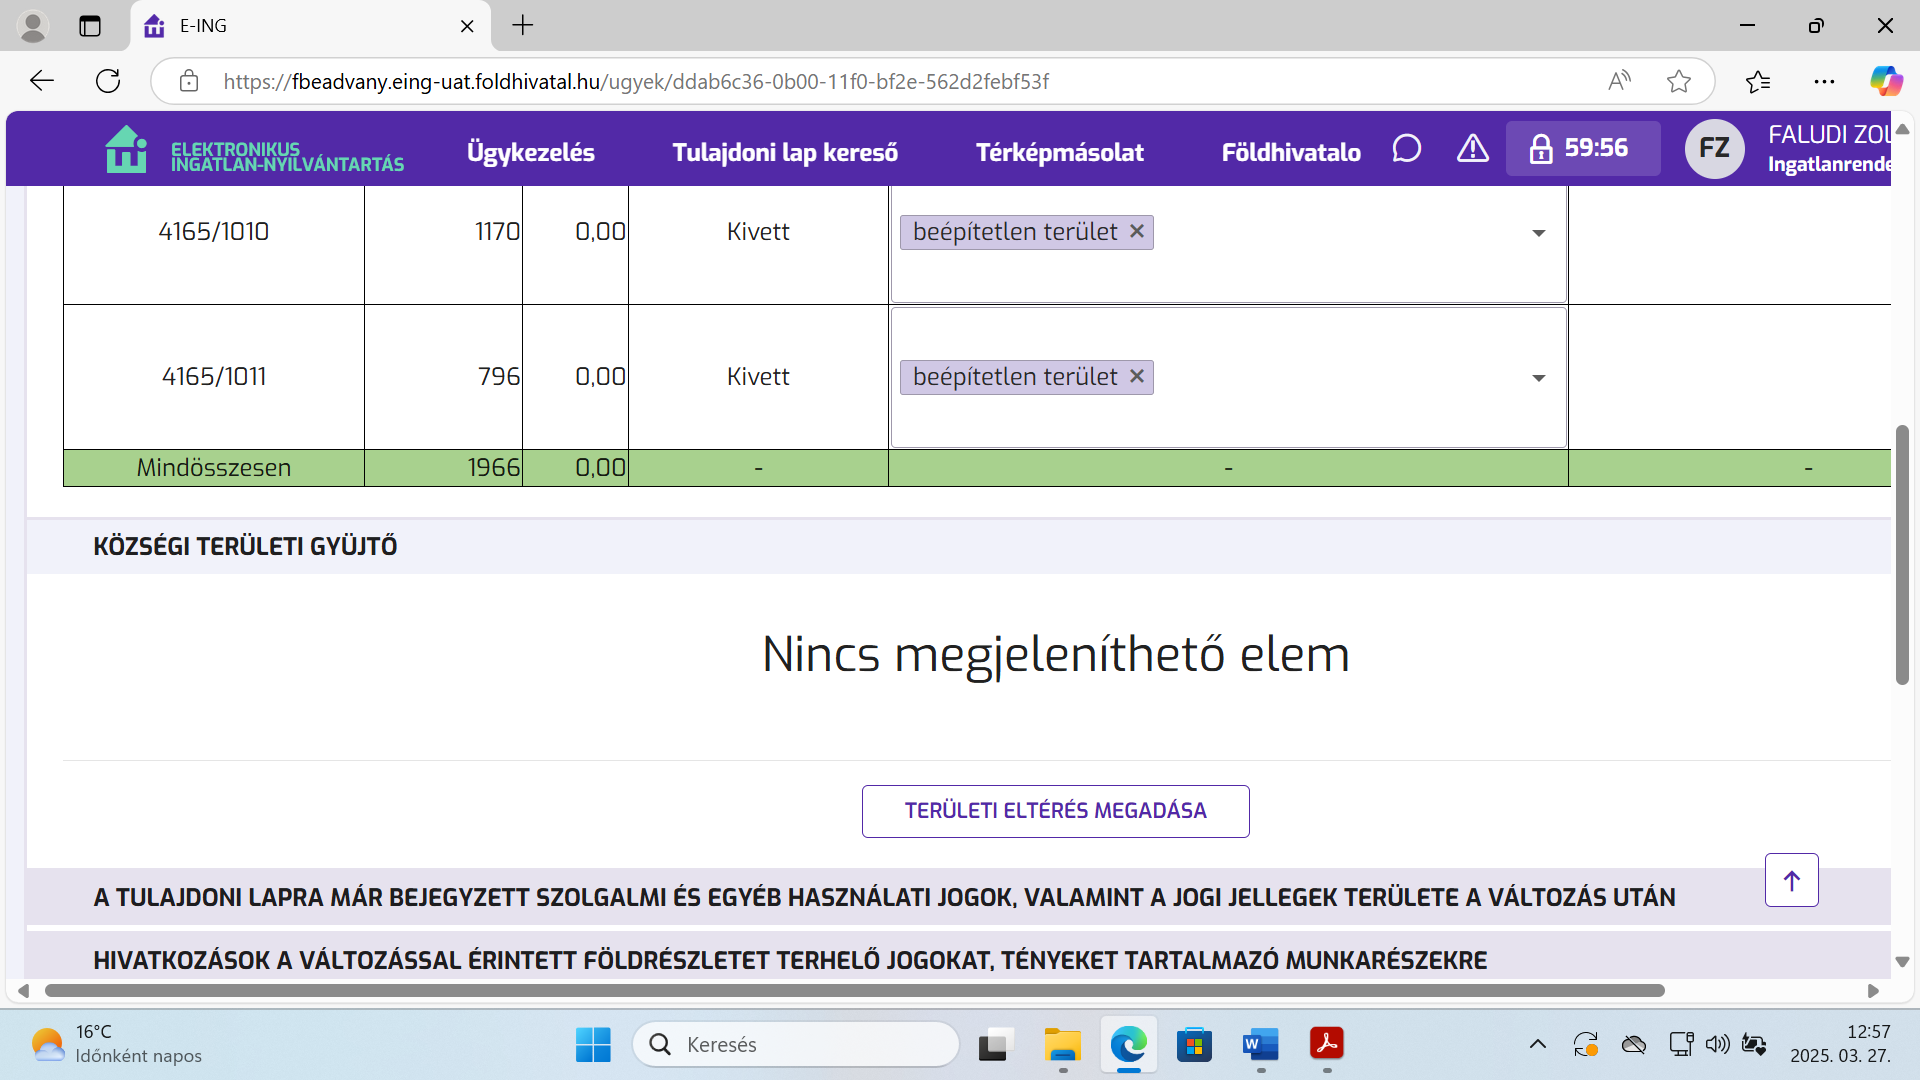 E-ING
https://fbeadvany.eing-uat.foldhivatal.hu/ugyek/ddab6c36-0b00-11f0-bf2e-562d2febf53f
ELEKTRONIKUS
INGATLAN-NYILVÁNTARTÁS
Ügykezelés
Tulajdoni lap kereső
Térképmásolat
Földhivatalo
59:56
FZ
FALUDI ZOL
Ingatlanrende
4165/1010 1170 0,00 Kivett beépítetlen terület
4165/1011 796 0,00 Kivett beépítetlen terület
Mindösszesen 1966 0,00 - - -
KÖZSÉGI TERÜLETI GYŰJTŐ
Nincs megjeleníthető elem
TERÜLETI ELTÉRÉS MEGADÁSA
A TULAJDONI LAPRA MÁR BEJEGYZETT SZOLGALMI ÉS EGYÉB HASZNÁLATI JOGOK, VALAMINT A JOGI JELLEGEK TERÜLETE A VÁLTOZÁS UTÁN
HIVATKOZÁSOK A VÁLTOZÁSSAL ÉRINTETT FÖLDRÉSZLETET TERHELŐ JOGOKAT, TÉNYEKET TARTALMAZÓ MUNKARÉSZEKRE
16°C
Időnként napos
Keresés
12:57
2025. 03. 27.